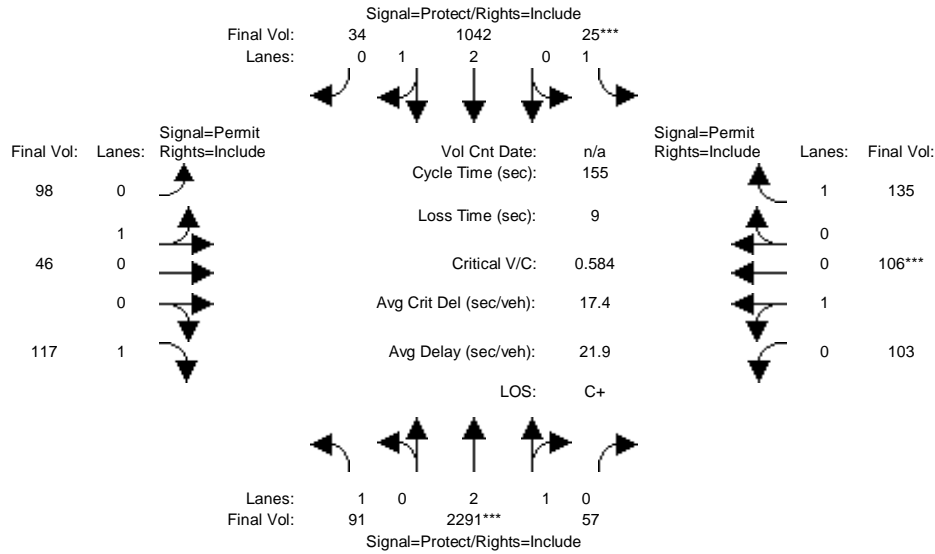 Signal=Protect/Rights=Include
Final Vol: 34 1042 25***
Lanes: 0 1 2 0 1
Signal=Permit Signal=Permit
Final Vol: Lanes: Rights=Include Vol Cnt Date: n/a Rights=Include Lanes: Final Vol:
Cycle Time (sec): 155
98 0 1 135
Loss Time (sec): 9
1 0
46 0 Critical V/C: 0.584 0 106***
0 Avg Crit Del (sec/veh): 17.4 1
117 1 Avg Delay (sec/veh): 21.9 0 103
LOS: C+
Lanes: 1 0 2 1 0
Final Vol: 91 2291*** 57
Signal=Protect/Rights=Include